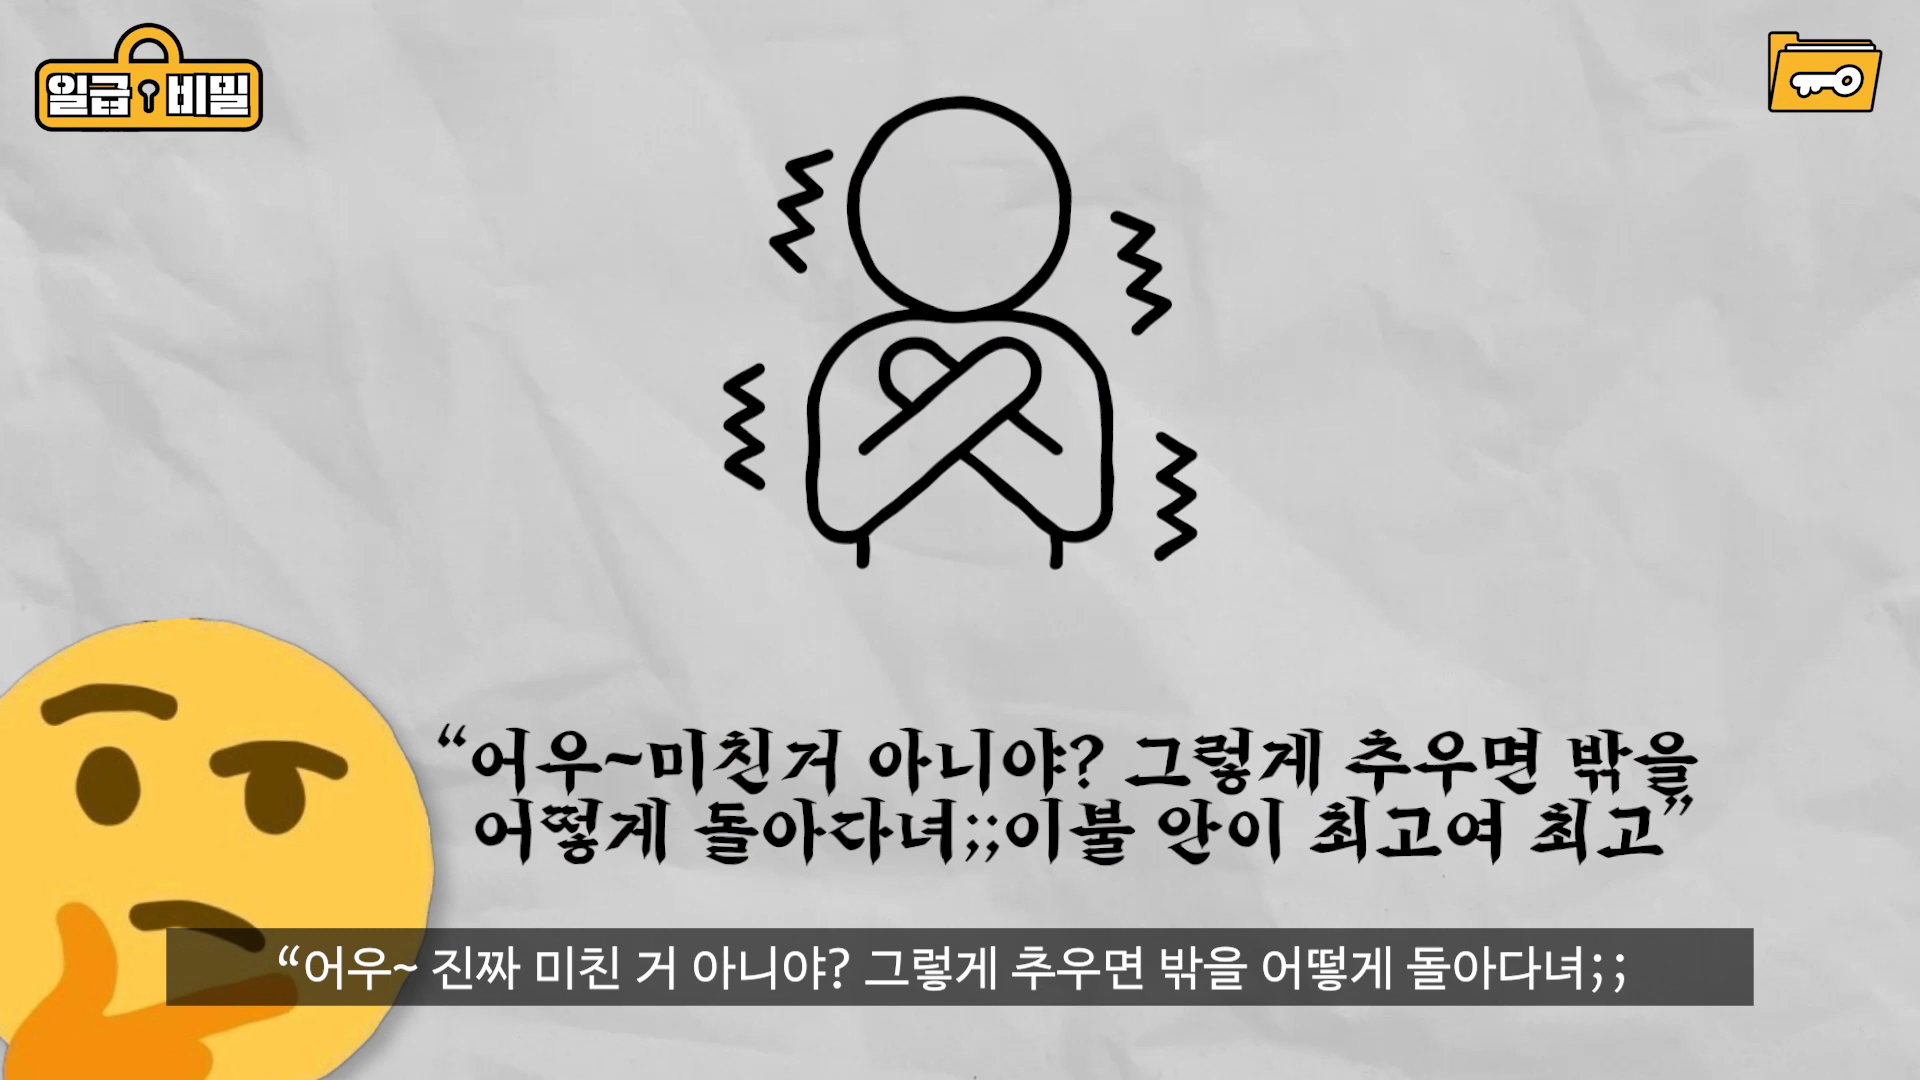 일급비밀
“어우~미친거 아니야? 그렇게 추우면 밖을
어떻게 돌아다녀;;이불 안이 최고여 최고”
“어우~ 진짜 미친 거 아니야? 그렇게 추우면 밖을 어떻게 돌아다녀;;